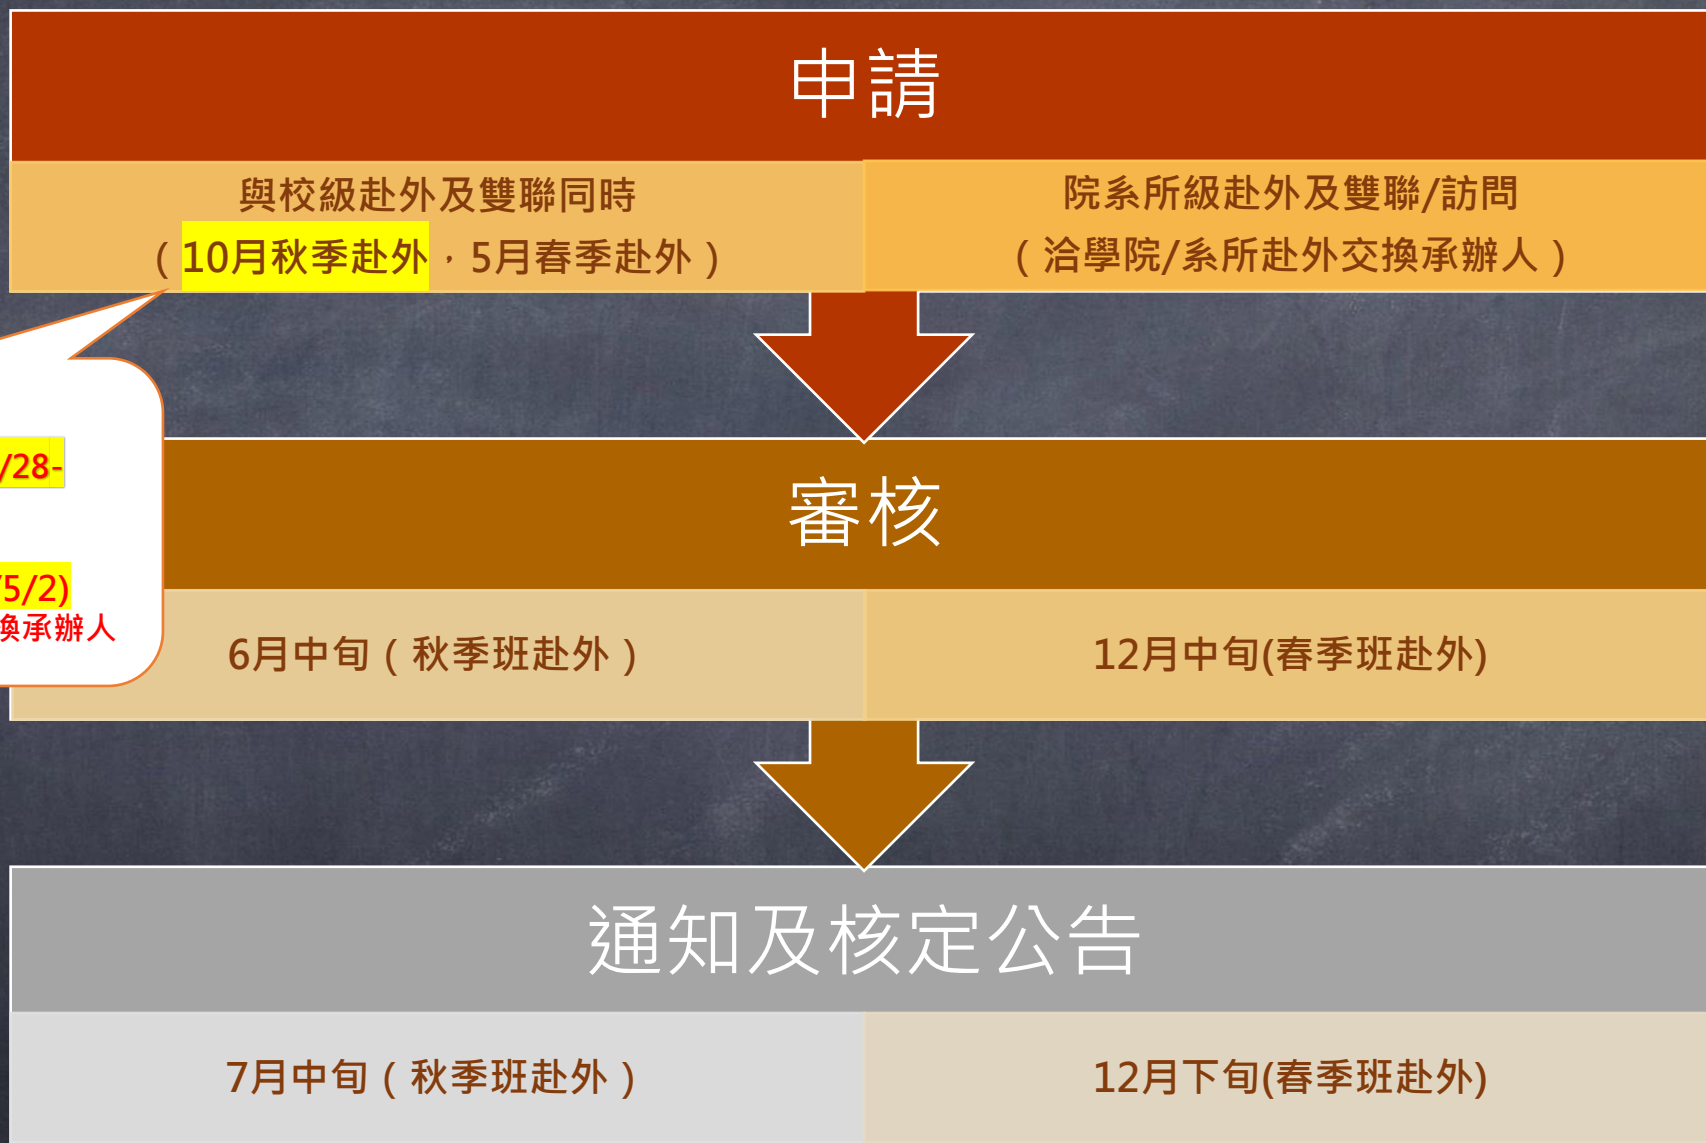 申請
與校級赴外及雙聯同時
（10月秋季赴外，5月春季赴外）
院系所級赴外及雙聯/訪問
（洽學院/系所赴外交換承辦人）
/28-
/5/2)
換承辦人
審核
6月中旬（秋季班赴外）
12月中旬(春季班赴外)
通知及核定公告
7月中旬（秋季班赴外）
12月下旬(春季班赴外)